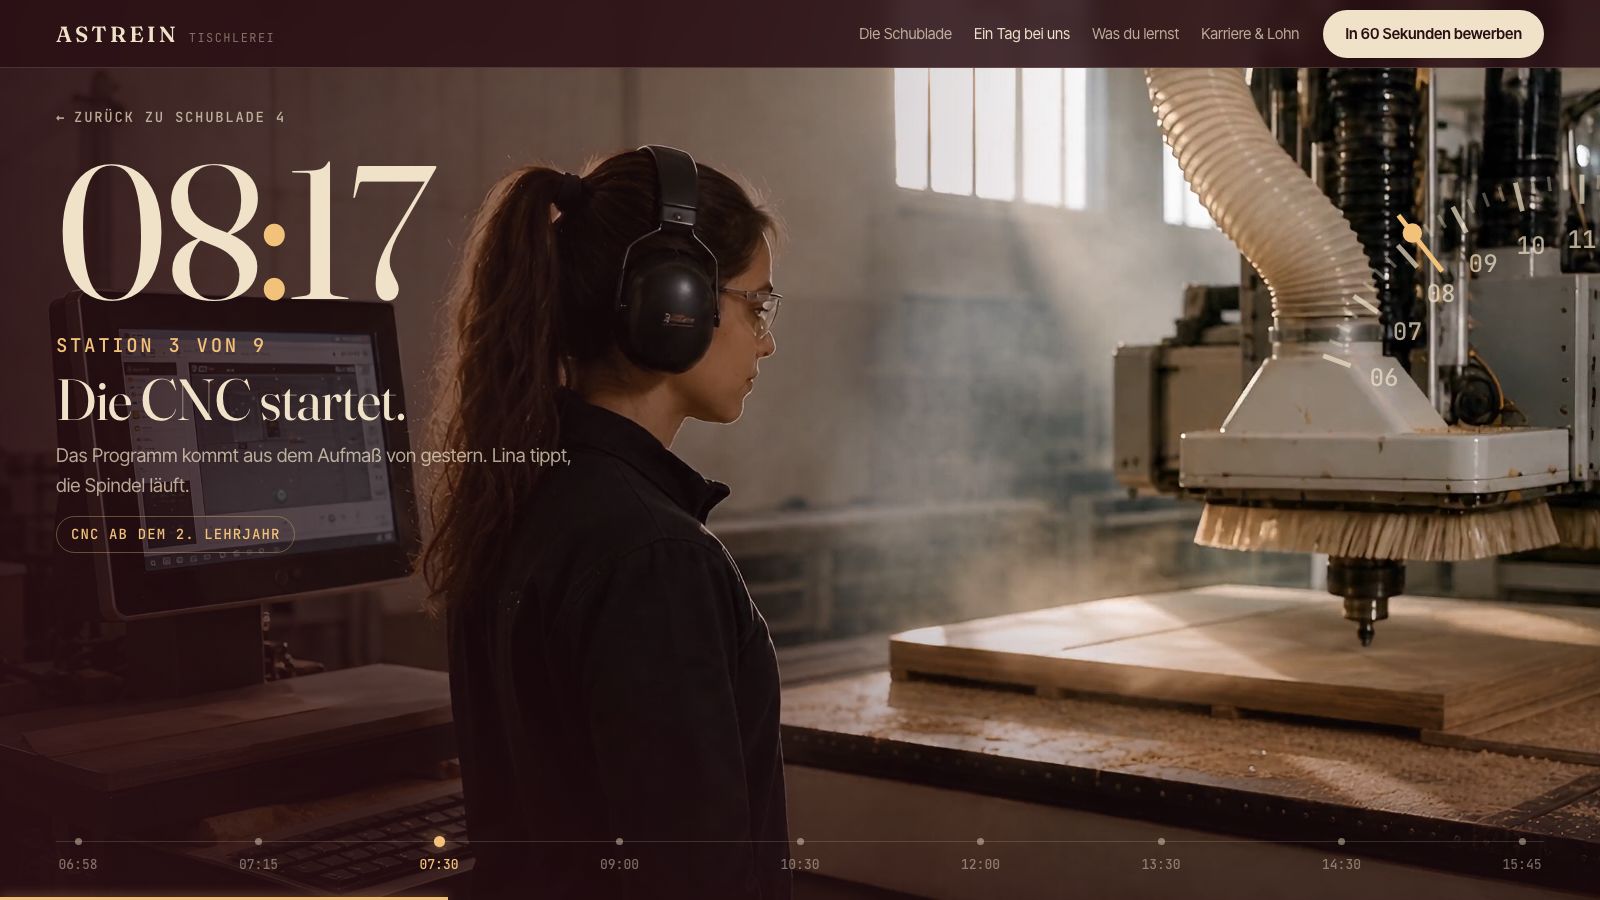 ASTREIN TISCHLEREI
Die Schublade
Ein Tag bei uns
Was du lernst
Karriere & Lohn
In 60 Sekunden bewerben
← ZURÜCK ZU SCHUBLADE 4
08:17
STATION 3 VON 9
Die CNC startet.
Das Programm kommt aus dem Aufmaß von gestern. Lina tippt,
die Spindel läuft.
CNC AB DEM 2. LEHRJAHR
06
07
08
09
10
11
06:58
07:15
07:30
09:00
10:30
12:00
13:30
14:30
15:45